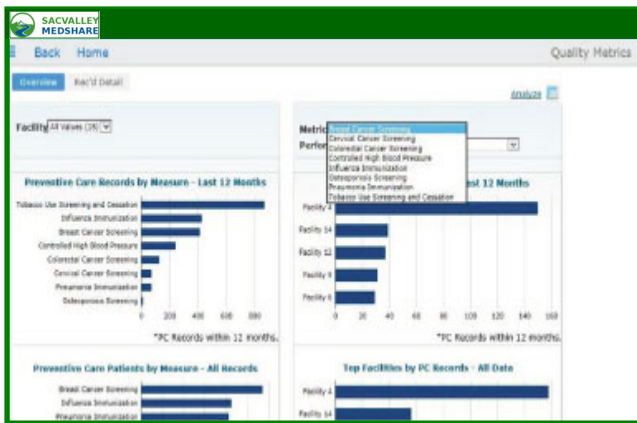 SACVALLEY
MEDSHARE
Back Home
Quality Metrics
Overview Rec'd Detail
Analyze
Facility All Values (25)
Metric Breast Cancer Screening
Cervical Cancer Screening
Colorectal Cancer Screening
Controlled High Blood Pressure
Influenza Immunization
Osteoporosis Screening
Pneumonia Immunization
Tobacco Use Screening and Cessation
Perfor
Preventive Care Records by Measure - Last 12 Months
Tobacco Use Screening and Cessation
Influenza Immunization
Breast Cancer Screening
Controlled High Blood Pressure
Colorectal Cancer Screening
Cervical Cancer Screening
Pneumonia Immunization
Osteoporosis Screening
0 200 400 600 800
*PC Records within 12 months.
st 12 Months
Facility 4
Facility 14
Facility 12
Facility 9
Facility 6
0 20 40 60 80 100 120 140 160
*PC Records within 12 months.
Preventive Care Patients by Measure - All Records
Breast Cancer Screening
Influenza Immunization
Pneumonia Immunization
Top Facilities by PC Records - All Data
Facility 4
Facility 14